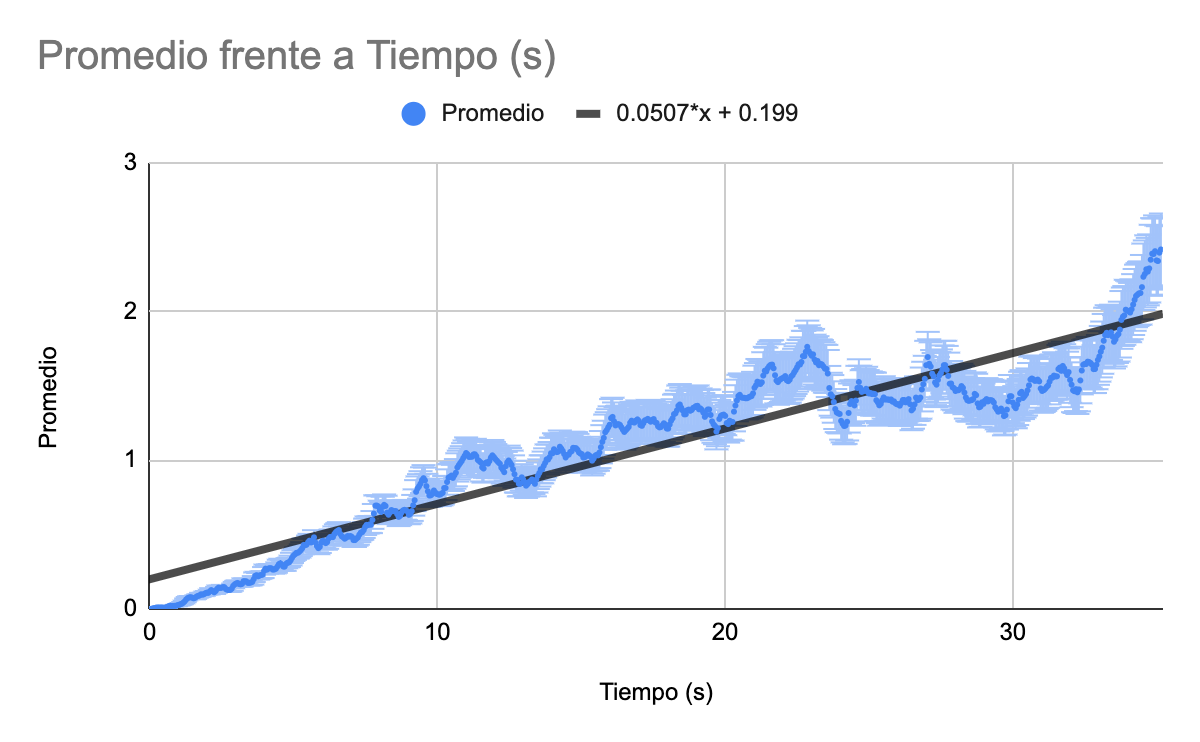 Promedio frente a Tiempo (s)
Promedio 0.0507*x + 0.199
3
2
1
0
Promedio
0 10 20 30
Tiempo (s)